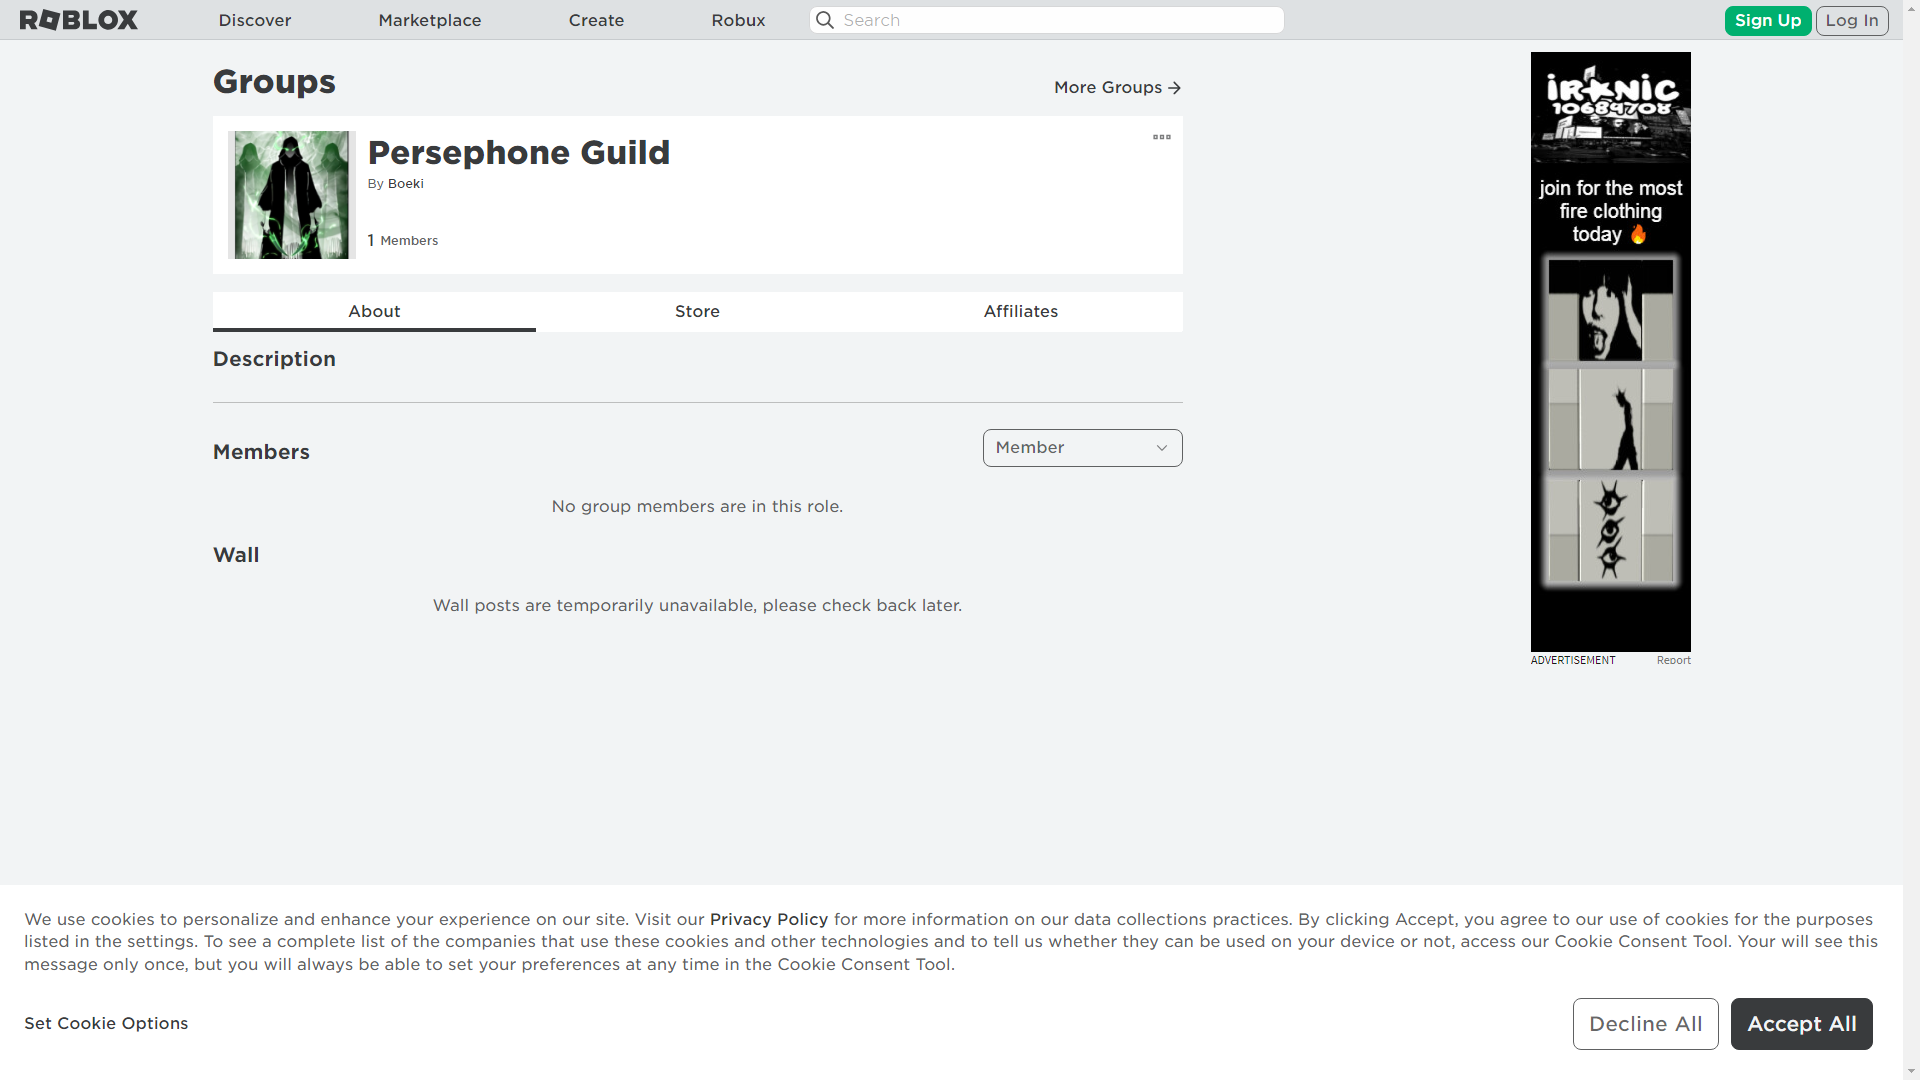 ROBLOX
Discover
Marketplace
Create
Robux
Search
Sign Up
Log In
Groups
More Groups
Persephone Guild
By Boeki
1 Members
About
Store
Affiliates
Description
Members
Member
No group members are in this role.
Wall
Wall posts are temporarily unavailable, please check back later.
IRONIC
10689708
join for the most
fire clothing
today 🔥
ADVERTISEMENT
Report
We use cookies to personalize and enhance your experience on our site. Visit our Privacy Policy for more information on our data collections practices. By clicking Accept, you agree to our use of cookies for the purposes
listed in the settings. To see a complete list of the companies that use these cookies and other technologies and to tell us whether they can be used on your device or not, access our Cookie Consent Tool. Your will see this
message only once, but you will always be able to set your preferences at any time in the Cookie Consent Tool.
Set Cookie Options
Decline All
Accept All